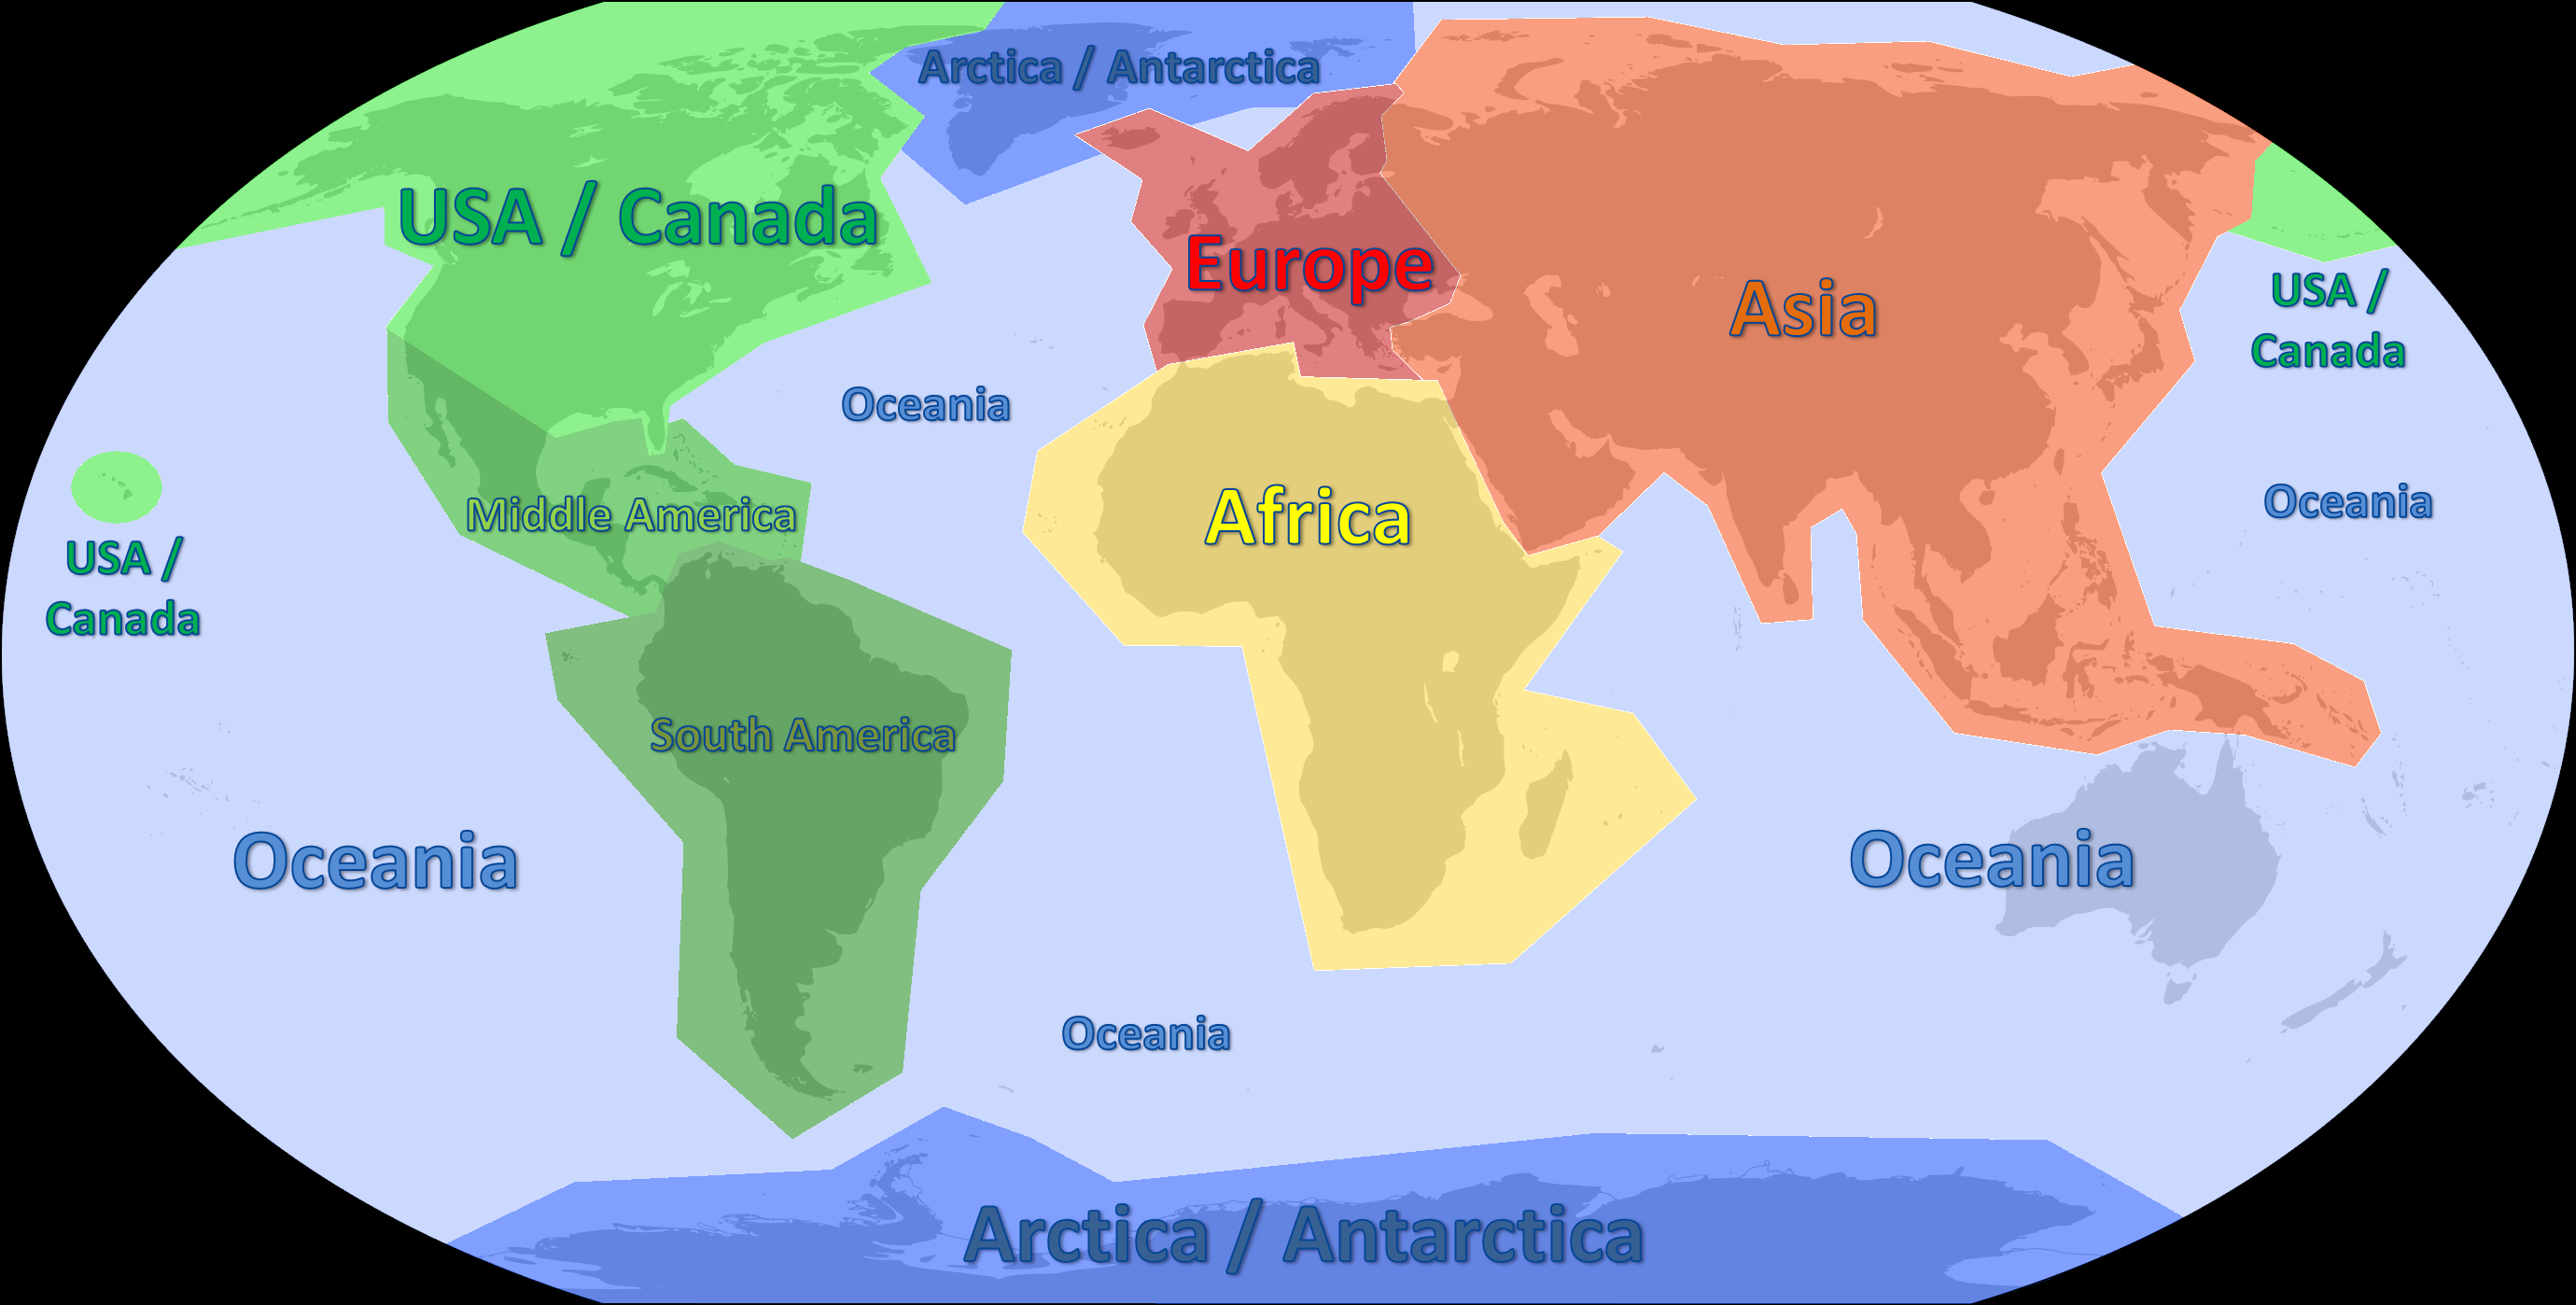 Arctica / Antarctica
USA / Canada
Europe
Asia
USA /
Canada
Oceania
Middle America
Africa
Oceania
USA /
Canada
South America
Oceania
Oceania
Oceania
Arctica / Antarctica